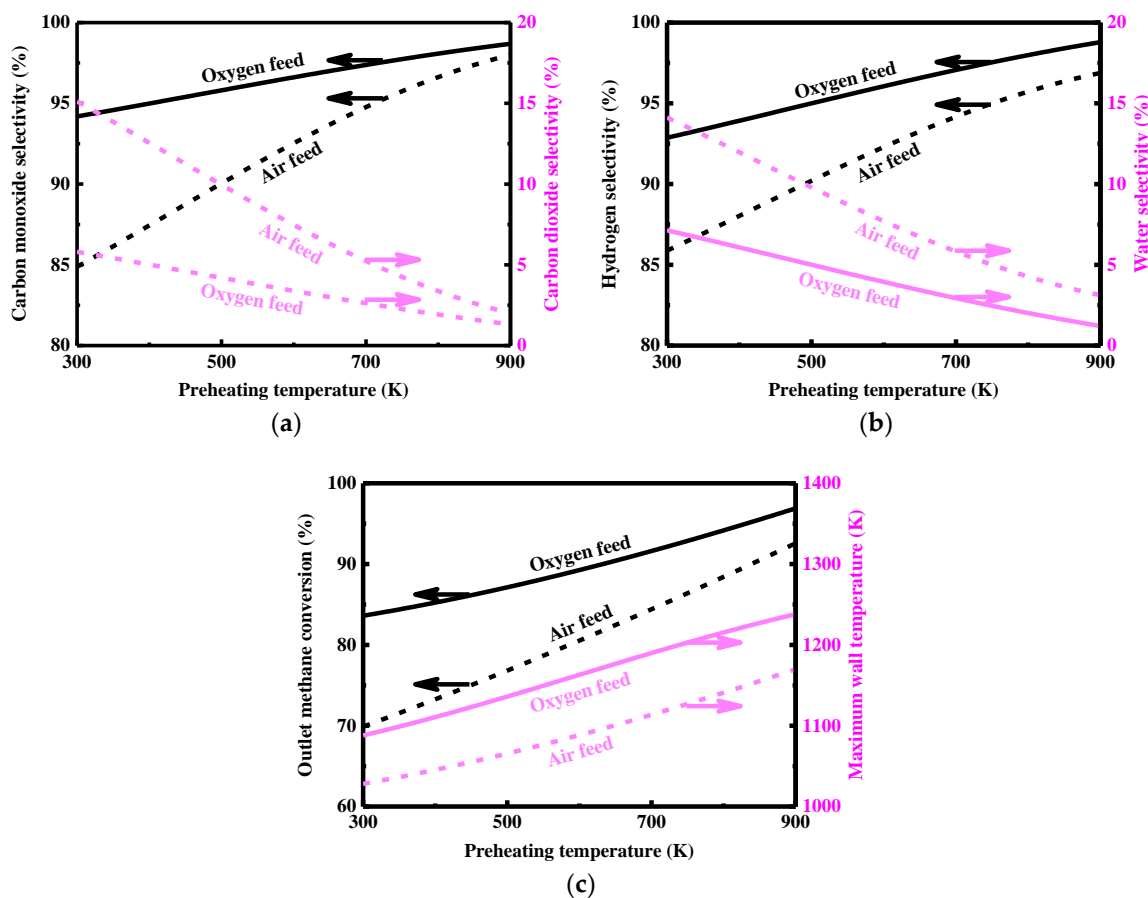 100
95
90
85
80
Carbon monoxide selectivity (%)
Oxygen feed
Air feed
Air feed
Oxygen feed
20
15
10
5
0
Carbon dioxide selectivity (%)
300
500
700
900
Preheating temperature (K)
(a)
100
95
90
85
80
Hydrogen selectivity (%)
Oxygen feed
Air feed
Air feed
Oxygen feed
20
15
10
5
0
Water selectivity (%)
300
500
700
900
Preheating temperature (K)
(b)
100
90
80
70
60
Outlet methane conversion (%)
Oxygen feed
Air feed
Oxygen feed
Air feed
1400
1300
1200
1100
1000
Maximum wall temperature (K)
300
500
700
900
Preheating temperature (K)
(c)